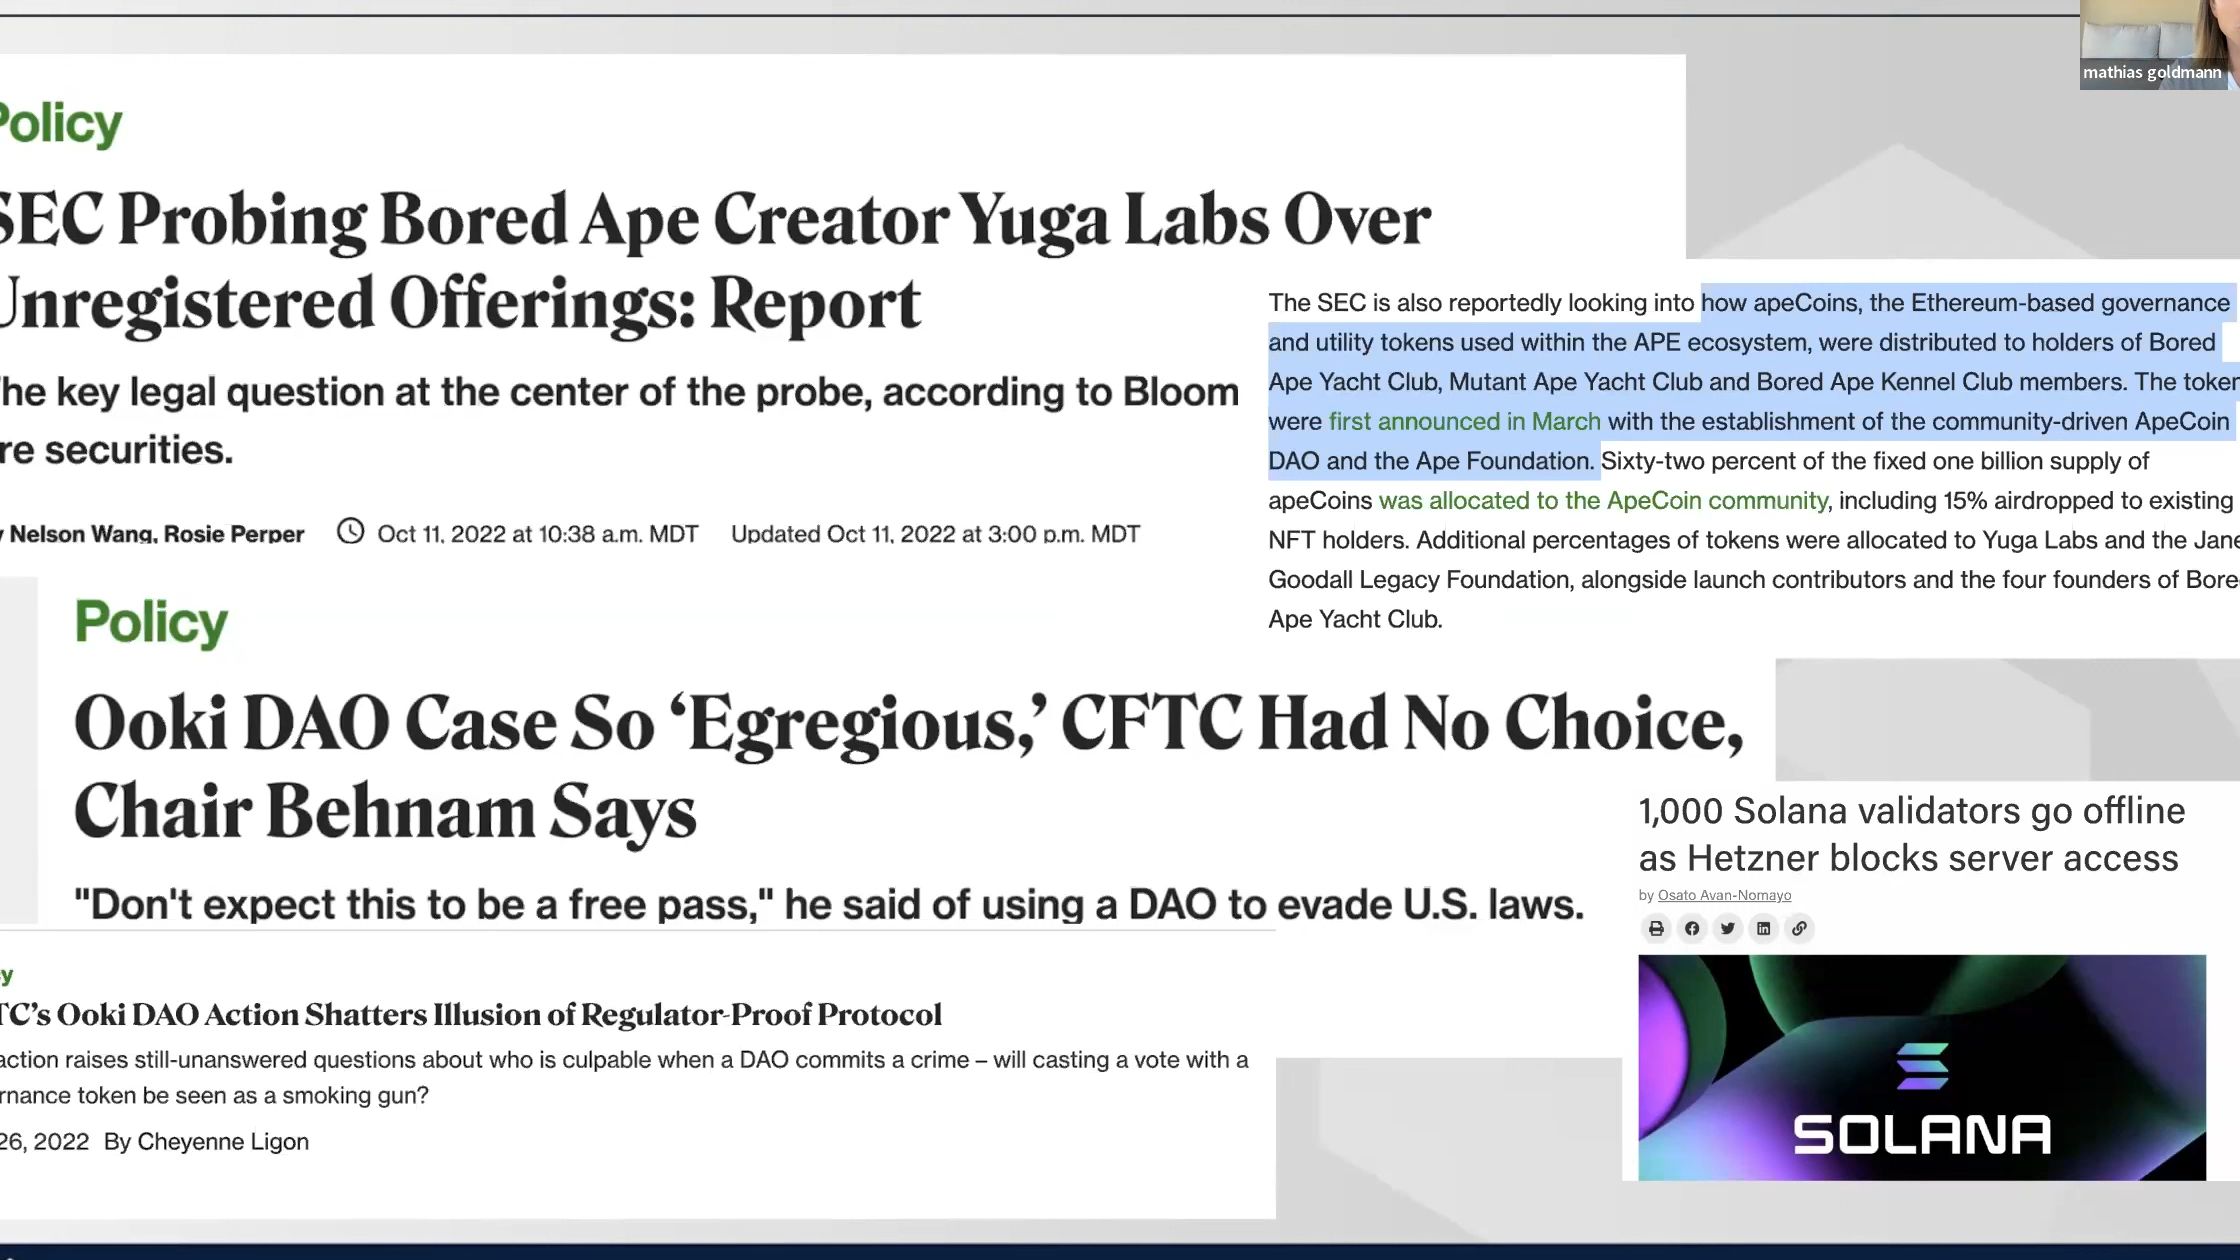 mathias goldmann
Policy
SEC Probing Bored Ape Creator Yuga Labs Over
Unregistered Offerings: Report
he key legal question at the center of the probe, according to Bloom
re securities.
y Nelson Wang, Rosie Perper Oct 11, 2022 at 10:38 a.m. MDT Updated Oct 11, 2022 at 3:00 p.m. MDT
The SEC is also reportedly looking into how apeCoins, the Ethereum-based governance
and utility tokens used within the APE ecosystem, were distributed to holders of Bored
Ape Yacht Club, Mutant Ape Yacht Club and Bored Ape Kennel Club members. The token
were first announced in March with the establishment of the community-driven ApeCoin
DAO and the Ape Foundation. Sixty-two percent of the fixed one billion supply of
apeCoins was allocated to the ApeCoin community, including 15% airdropped to existing
NFT holders. Additional percentages of tokens were allocated to Yuga Labs and the Jane
Goodall Legacy Foundation, alongside launch contributors and the four founders of Bore
Ape Yacht Club.
Policy
Ooki DAO Case So ‘Egregious,’ CFTC Had No Choice,
Chair Behnam Says
"Don't expect this to be a free pass," he said of using a DAO to evade U.S. laws.
y
TC’s Ooki DAO Action Shatters Illusion of Regulator-Proof Protocol
action raises still-unanswered questions about who is culpable when a DAO commits a crime – will casting a vote with a
rnance token be seen as a smoking gun?
26, 2022 By Cheyenne Ligon
1,000 Solana validators go offline
as Hetzner blocks server access
by Osato Avan-Nomayo
SOLANA